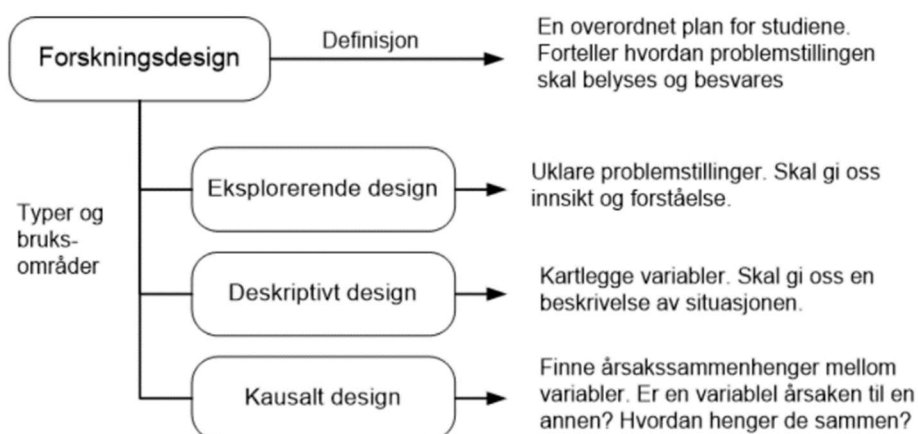 Forskningsdesign
Definisjon
En overordnet plan for studiene.
Forteller hvordan problemstillingen
skal belyses og besvares
Typer og
bruks-
områder
Eksplorerende design
Uklare problemstillinger. Skal gi oss
innsikt og forståelse.
Deskriptivt design
Kartlegge variabler. Skal gi oss en
beskrivelse av situasjonen.
Kausalt design
Finne årsakssammenhenger mellom
variabler. Er en variablel årsaken til en
annen? Hvordan henger de sammen?